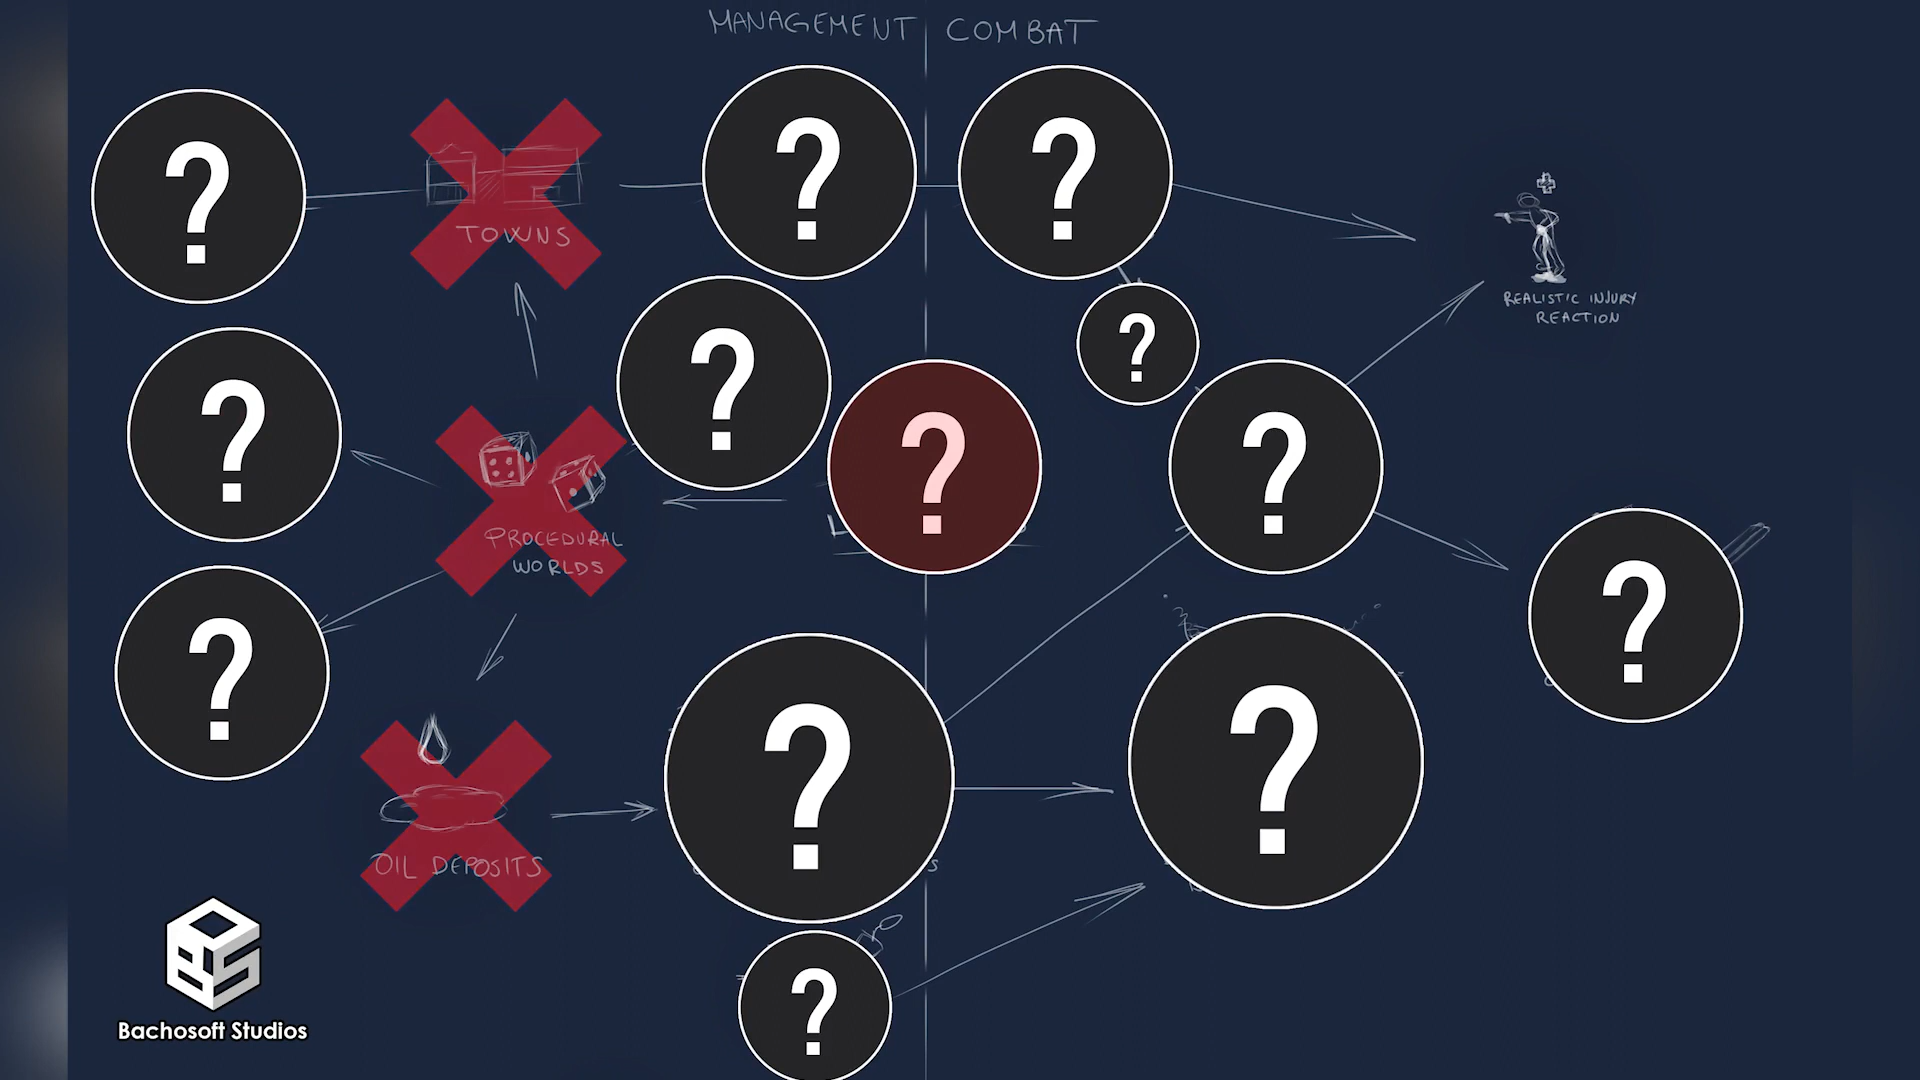 MANAGEMENT COMBAT
?
?
?
TOWNS
?
?
REALISTIC INJURY
REACTION
?
?
?
?
PROCEDURAL
WORLDS
?
?
?
?
OIL DEPOSITS
?
Bachosoft Studios